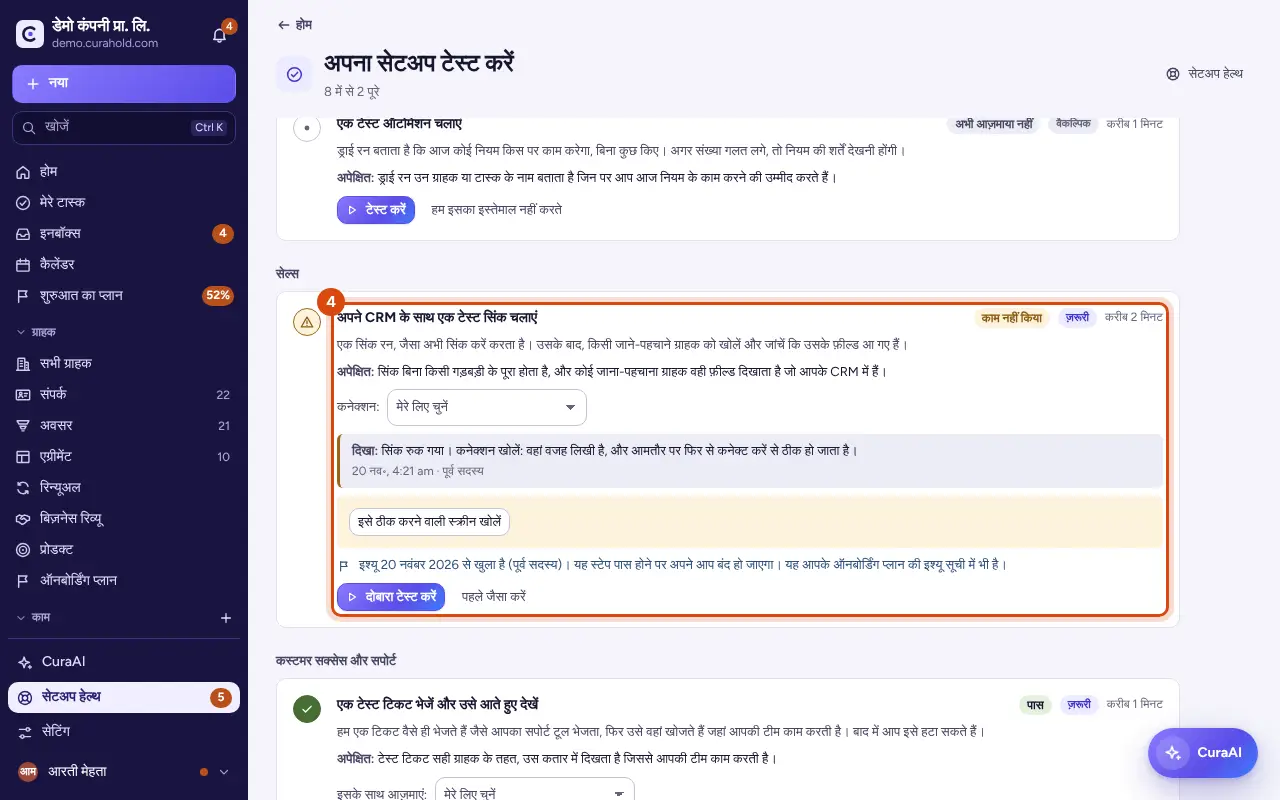 डेमो कंपनी प्रा. लि.
demo.curahold.com
4
नया
खोजें
Ctrl K
होम
मेरे टास्क
इनबॉक्स
4
कैलेंडर
शुरुआत का प्लान
52%
ग्राहक
सभी ग्राहक
संपर्क
22
अवसर
21
एग्रीमेंट
10
रिन्यूअल
बिज़नेस रिव्यू
प्रोडक्ट
ऑनबोर्डिंग प्लान
काम
CuraAI
सेटअप हेल्थ
5
सेटिंग
आम
आरती मेहता
होम
अपना सेटअप टेस्ट करें
8 में से 2 पूरे
सेटअप हेल्थ
एक टेस्ट ऑटोमेशन चलाएं
अभी आज़माया नहीं
वैकल्पिक
करीब 1 मिनट
ड्राई रन बताता है कि आज कोई नियम किस पर काम करेगा, बिना कुछ किए। अगर संख्या गलत लगे, तो नियम की शर्तें देखनी होंगी।
अपेक्षित: ड्राई रन उन ग्राहक या टास्क के नाम बताता है जिन पर आप आज नियम के काम करने की उम्मीद करते हैं।
टेस्ट करें
हम इसका इस्तेमाल नहीं करते
सेल्स
4
अपने CRM के साथ एक टेस्ट सिंक चलाएं
काम नहीं किया
ज़रूरी
करीब 2 मिनट
एक सिंक रन, जैसा अभी सिंक करें करता है। उसके बाद, किसी जाने-पहचाने ग्राहक को खोलें और जांचें कि उसके फ़ील्ड आ गए हैं।
अपेक्षित: सिंक बिना किसी गड़बड़ी के पूरा होता है, और कोई जाना-पहचाना ग्राहक वही फ़ील्ड दिखाता है जो आपके CRM में हैं।
कनेक्शन:
मेरे लिए चुनें
दिखा: सिंक रुक गया। कनेक्शन खोलें: वहां वजह लिखी है, और आमतौर पर फिर से कनेक्ट करें से ठीक हो जाता है।
20 नव॰, 4:21 am · पूर्व सदस्य
इसे ठीक करने वाली स्क्रीन खोलें
इश्यू 20 नवंबर 2026 से खुला है (पूर्व सदस्य)। यह स्टेप पास होने पर अपने आप बंद हो जाएगा। यह आपके ऑनबोर्डिंग प्लान की इश्यू सूची में भी है।
दोबारा टेस्ट करें
पहले जैसा करें
कस्टमर सक्सेस और सपोर्ट
एक टेस्ट टिकट भेजें और उसे आते हुए देखें
पास
ज़रूरी
करीब 1 मिनट
हम एक टिकट वैसे ही भेजते हैं जैसे आपका सपोर्ट टूल भेजता, फिर उसे वहां खोजते हैं जहां आपकी टीम काम करती है। बाद में आप इसे हटा सकते हैं।
अपेक्षित: टेस्ट टिकट सही ग्राहक के तहत, उस कतार में दिखता है जिससे आपकी टीम काम करती है।
इसके साथ आज़माएं:
मेरे लिए चुनें
CuraAI